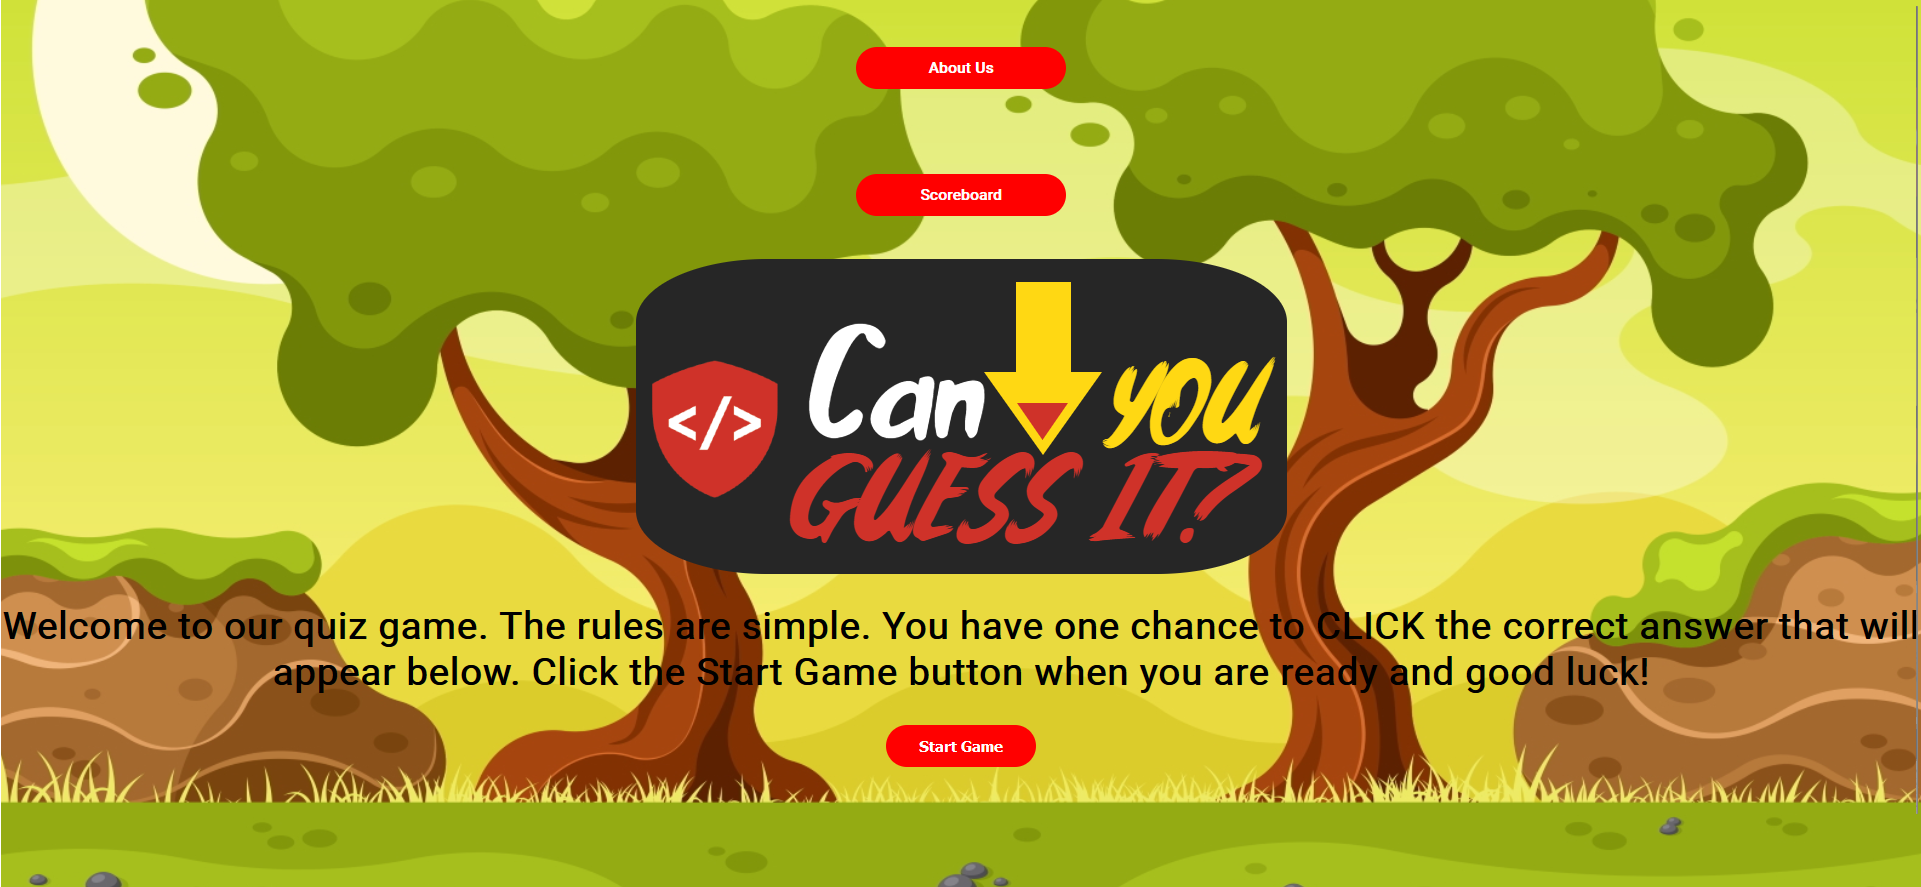 About Us
Scoreboard
</>
Can you
GUESS IT?
Welcome to our quiz game. The rules are simple. You have one chance to CLICK the correct answer that will
appear below. Click the Start Game button when you are ready and good luck!
Start Game